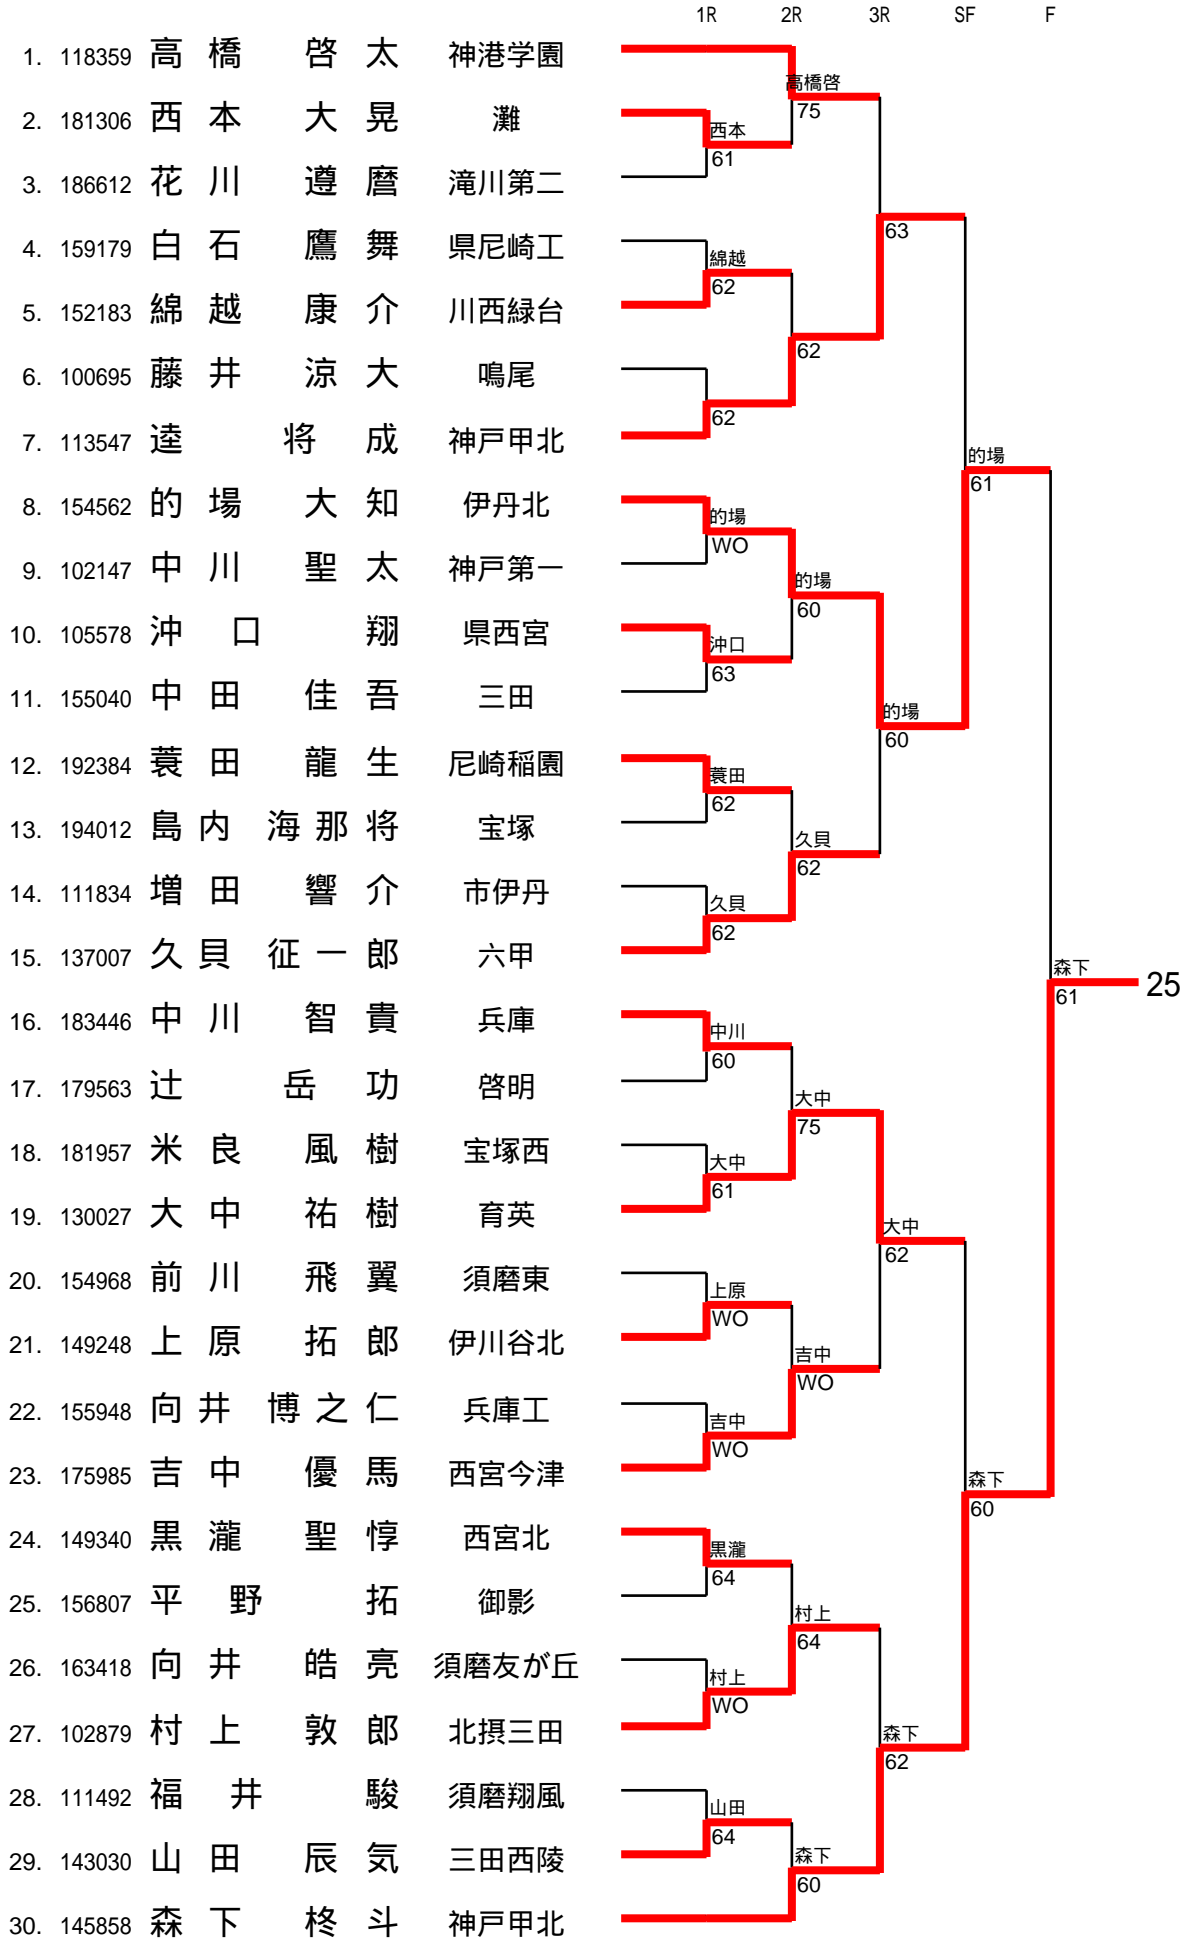 1R 2R 3R SF F
1. 118359 高橋 啓太 神港学園
高橋啓
75
2. 181306 西本 大晃 灘
西本
61
3. 186612 花川 遵麿 滝川第二
4. 159179 白石 鷹舞 県尼崎工
63
綿越
62
5. 152183 綿越 康介 川西緑台
62
6. 100695 藤井 涼大 鳴尾
62
7. 113547 逵 将成 神戸甲北
的場
61
8. 154562 的場 大知 伊丹北
的場
WO
9. 102147 中川 聖太 神戸第一
的場
60
10. 105578 沖口 翔 県西宮
沖口
63
11. 155040 中田 佳吾 三田
的場
60
12. 192384 蓑田 龍生 尼崎稲園
蓑田
62
13. 194012 島内 海那将 宝塚
久貝
62
14. 111834 増田 響介 市伊丹
久貝
62
15. 137007 久貝 征一郎 六甲
森下
61
25
16. 183446 中川 智貴 兵庫
中川
60
17. 179563 辻 岳功 啓明
大中
75
18. 181957 米良 風樹 宝塚西
大中
61
19. 130027 大中 祐樹 育英
大中
62
20. 154968 前川 飛翼 須磨東
上原
WO
21. 149248 上原 拓郎 伊川谷北
吉中
WO
22. 155948 向井 博之仁 兵庫工
吉中
WO
23. 175985 吉中 優馬 西宮今津
森下
60
24. 149340 黒瀧 聖惇 西宮北
黒瀧
64
25. 156807 平野 拓 御影
村上
64
26. 163418 向井 皓亮 須磨友が丘
村上
WO
27. 102879 村上 敦郎 北摂三田
森下
62
28. 111492 福井 駿 須磨翔風
山田
64
29. 143030 山田 辰気 三田西陵
森下
60
30. 145858 森下 柊斗 神戸甲北